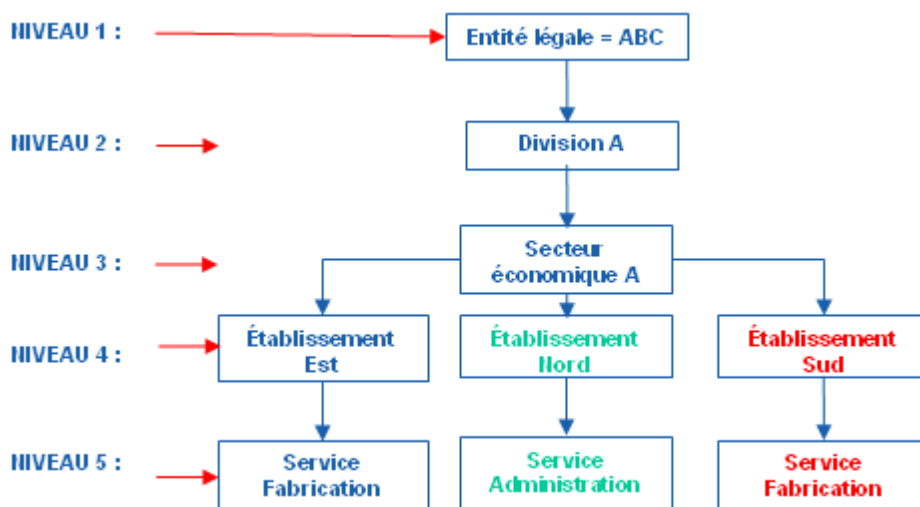 NIVEAU 1 :
Entité légale = ABC
NIVEAU 2 :
Division A
NIVEAU 3 :
Secteur
économique A
NIVEAU 4 :
Établissement
Est
Établissement
Nord
Établissement
Sud
NIVEAU 5 :
Service
Fabrication
Service
Administration
Service
Fabrication